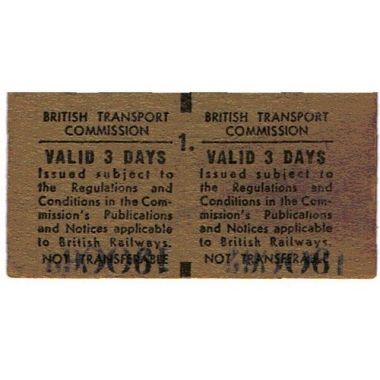 BRITISH TRANSPORT
COMMISSION
VALID 3 DAYS
Issued subject to
the Regulations and
Conditions in the Com-
mission's Publications
and Notices applicable
to British Railways.
NOT TRANSFERABLE
1.
BRITISH TRANSPORT
COMMISSION
VALID 3 DAYS
Issued subject to
the Regulations and
Conditions in the Com-
mission's Publications
and Notices applicable
to British Railways.
NOT TRANSFERABLE